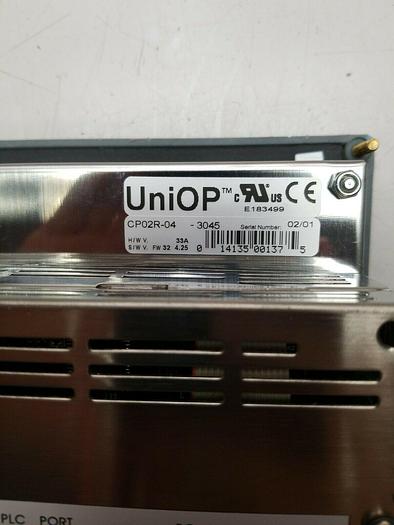 UniOP™ c RU us CE
E183499
CP02R-04 -3045 Serial Number: 02/01
H/W V. 33A
S/W V. FW 32 4.25
0 14135 00137 5
PLC PORT